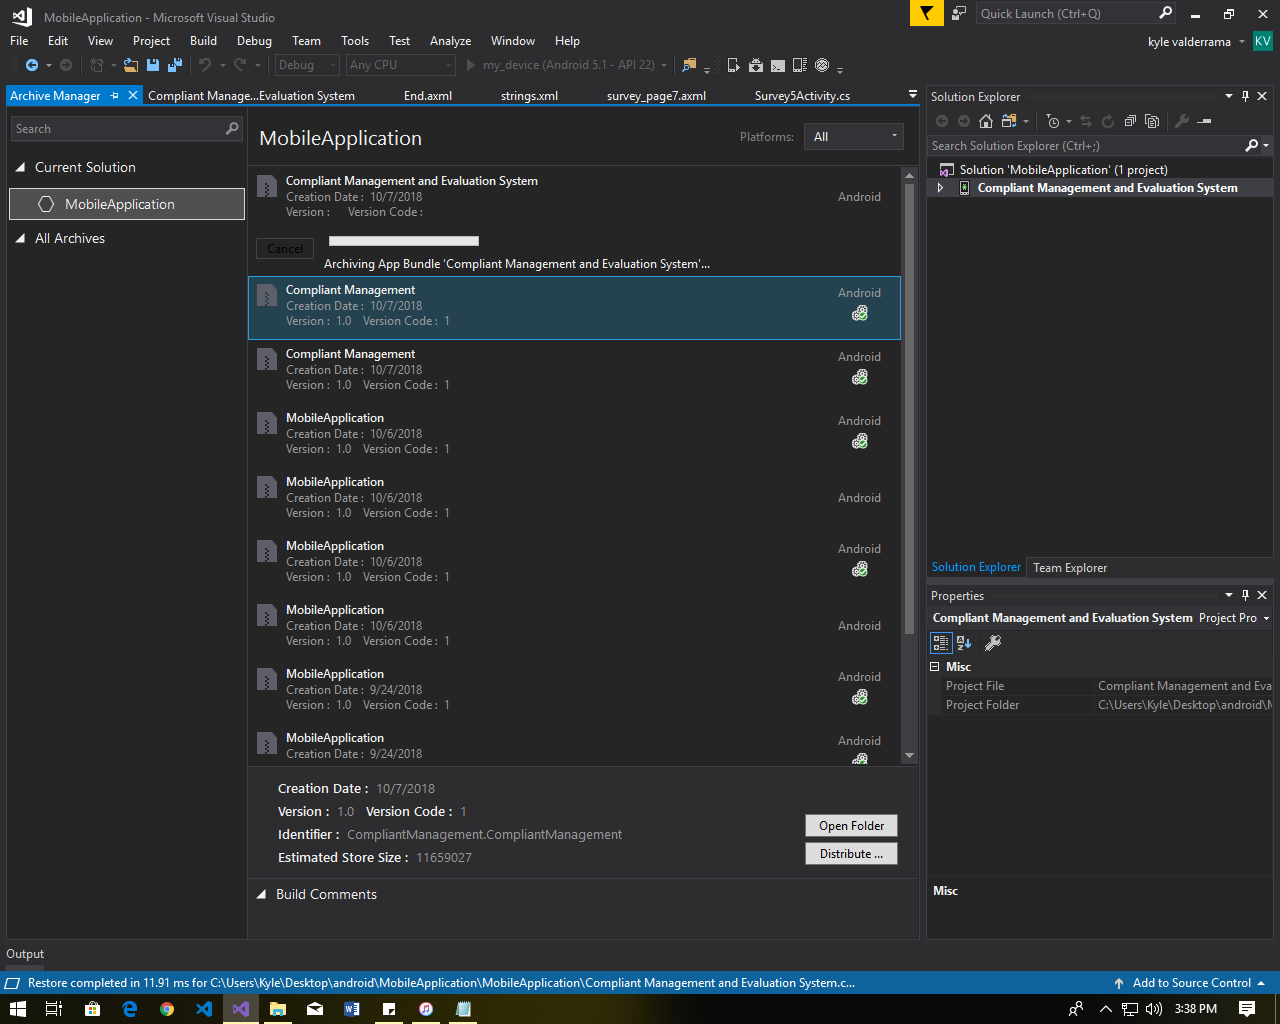 MobileApplication - Microsoft Visual Studio
Quick Launch (Ctrl+Q)
File Edit View Project Build Debug Team Tools Test Analyze Window Help
kyle valderrama KV
Debug Any CPU my_device (Android 5.1 - API 22)
Archive Manager Compliant Manage...Evaluation System End.axml strings.xml survey_page7.axml Survey5Activity.cs
Search
Current Solution
MobileApplication
All Archives
MobileApplication
Platforms: All
Compliant Management and Evaluation System
Creation Date : 10/7/2018
Version : Version Code :
Android
Cancel
Archiving App Bundle 'Compliant Management and Evaluation System'...
Compliant Management
Creation Date : 10/7/2018
Version : 1.0 Version Code : 1
Android
Compliant Management
Creation Date : 10/7/2018
Version : 1.0 Version Code : 1
Android
MobileApplication
Creation Date : 10/6/2018
Version : 1.0 Version Code : 1
Android
MobileApplication
Creation Date : 10/6/2018
Version : 1.0 Version Code : 1
Android
MobileApplication
Creation Date : 10/6/2018
Version : 1.0 Version Code : 1
Android
MobileApplication
Creation Date : 10/6/2018
Version : 1.0 Version Code : 1
Android
MobileApplication
Creation Date : 9/24/2018
Version : 1.0 Version Code : 1
Android
MobileApplication
Creation Date : 9/24/2018
Android
Creation Date : 10/7/2018
Version : 1.0 Version Code : 1
Identifier : CompliantManagement.CompliantManagement
Estimated Store Size : 11659027
Open Folder
Distribute ...
Build Comments
Solution Explorer
Search Solution Explorer (Ctrl+;)
Solution 'MobileApplication' (1 project)
Compliant Management and Evaluation System
Solution Explorer Team Explorer
Properties
Compliant Management and Evaluation System Project Pro
Misc
Project File Compliant Management and Eva
Project Folder C:\Users\Kyle\Desktop\android\M
Misc
Output
Restore completed in 11.91 ms for C:\Users\Kyle\Desktop\android\MobileApplication\MobileApplication\Compliant Management and Evaluation System.c...
Add to Source Control
3:38 PM